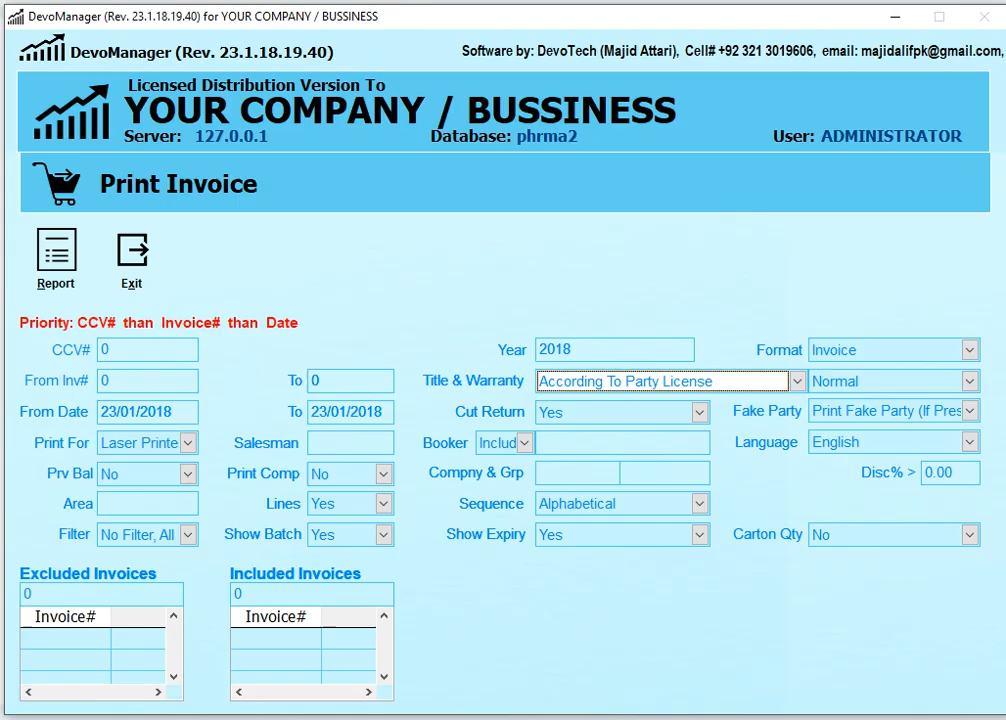 DevoManager (Rev. 23.1.18.19.40) for YOUR COMPANY / BUSSINESS
DevoManager (Rev. 23.1.18.19.40) Software by: DevoTech (Majid Attari), Cell# +92 321 3019606, email: majidalifpk@gmail.com,
Licensed Distribution Version To
YOUR COMPANY / BUSSINESS
Server: 127.0.0.1 Database: phrma2 User: ADMINISTRATOR
Print Invoice
Report Exit
Priority: CCV# than Invoice# than Date
CCV# 0 Year 2018 Format Invoice
From Inv# 0 To 0 Title & Warranty According To Party License Normal
From Date 23/01/2018 To 23/01/2018 Cut Return Yes Fake Party Print Fake Party (If Pres
Print For Laser Printe Salesman Booker Includ Language English
Prv Bal No Print Comp No Compny & Grp Disc% > 0.00
Area Lines Yes Sequence Alphabetical
Filter No Filter, All Show Batch Yes Show Expiry Yes Carton Qty No
Excluded Invoices Included Invoices
0 0
Invoice# Invoice#